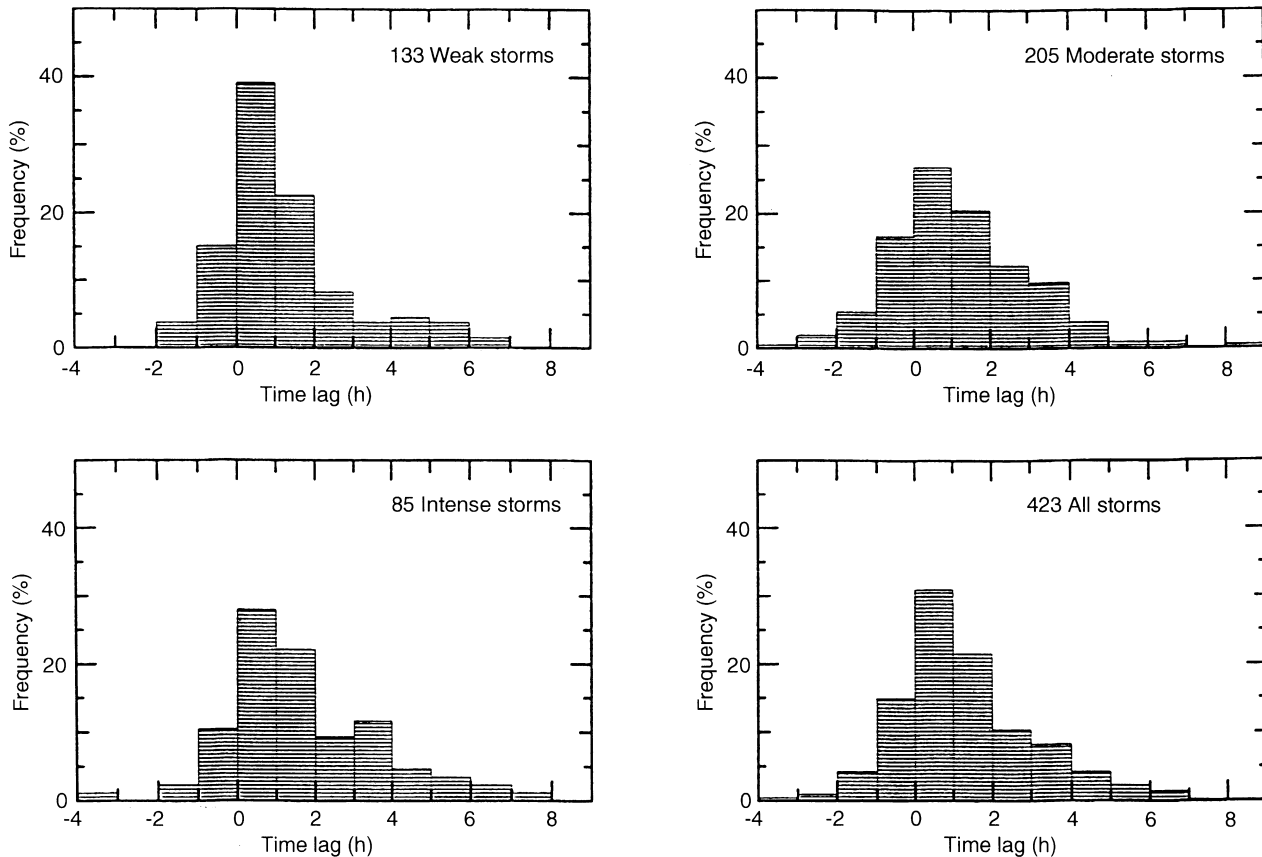 133 Weak storms
40
20
0
Frequency (%)
-4 -2 0 2 4 6 8
Time lag (h)
205 Moderate storms
40
20
0
Frequency (%)
-4 -2 0 2 4 6 8
Time lag (h)
85 Intense storms
40
20
0
Frequency (%)
-4 -2 0 2 4 6 8
Time lag (h)
423 All storms
40
20
0
Frequency (%)
-4 -2 0 2 4 6 8
Time lag (h)